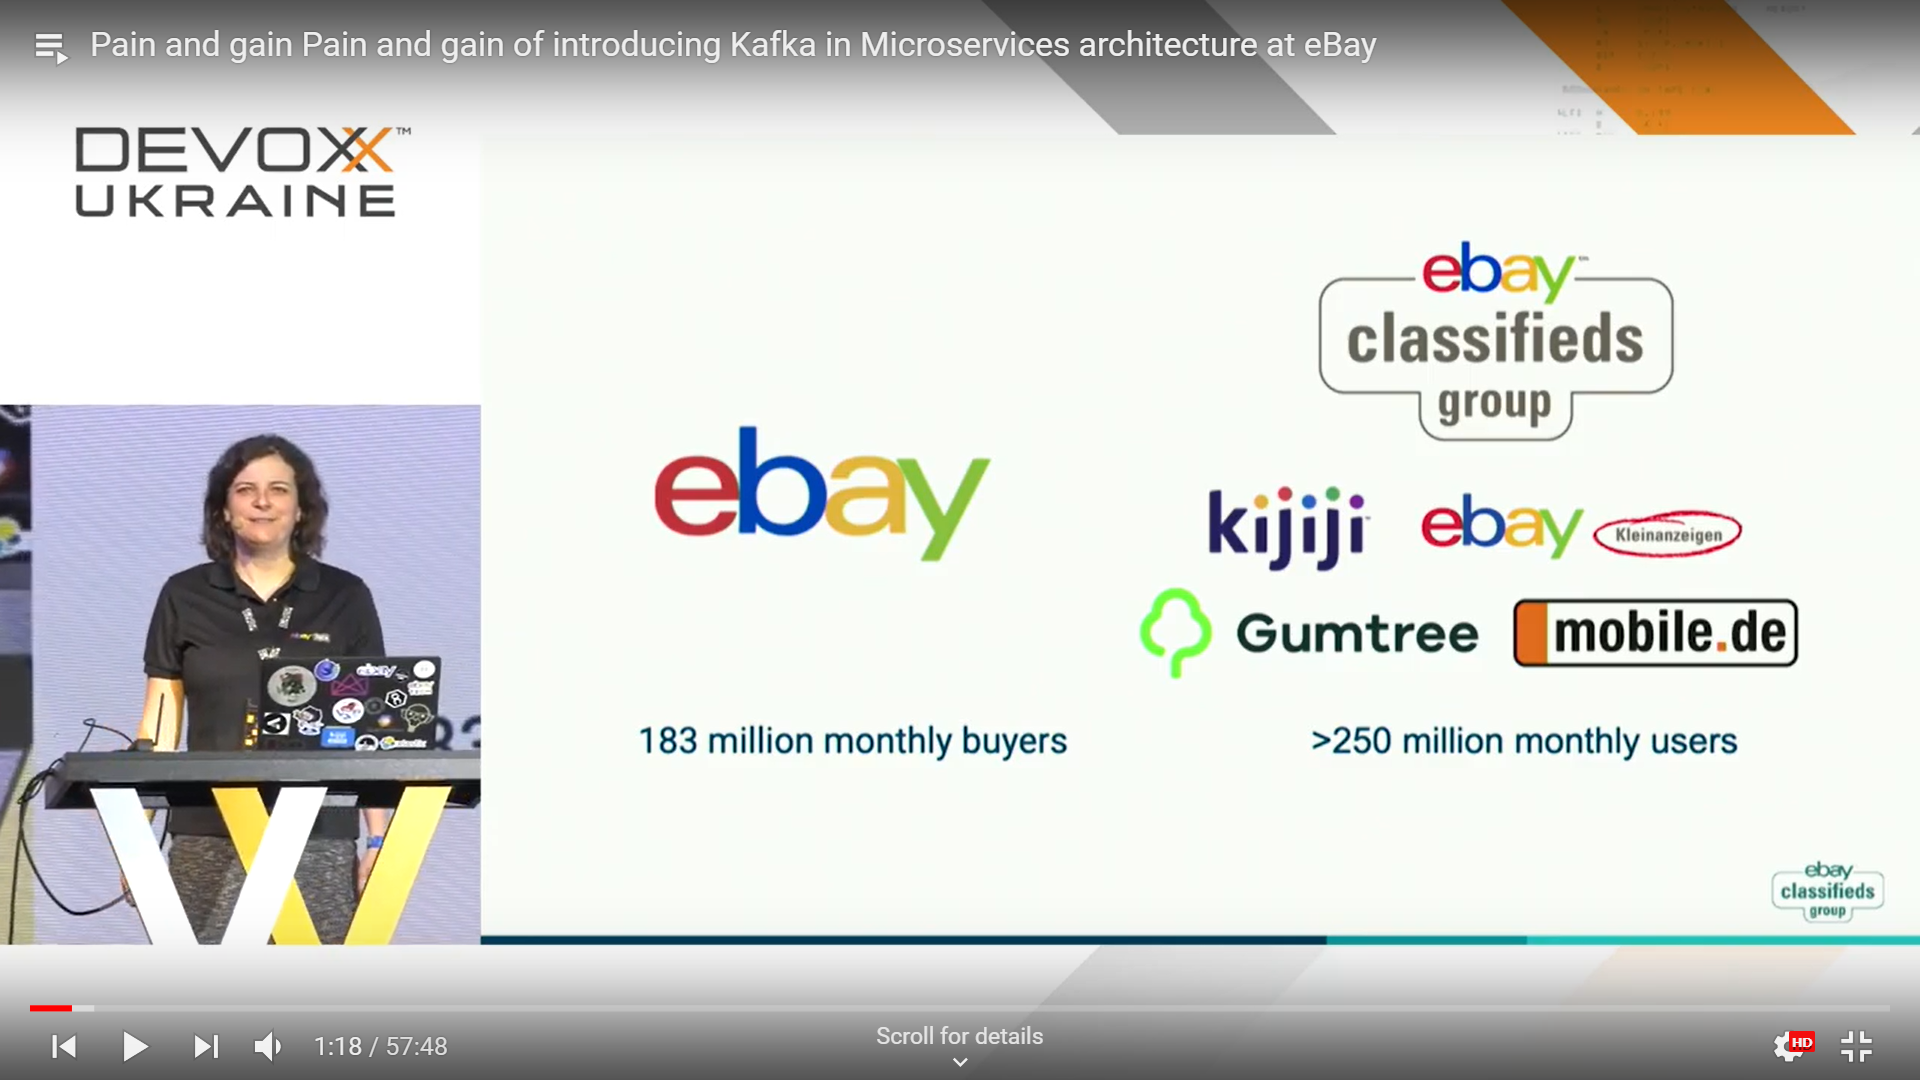 Pain and gain Pain and gain of introducing Kafka in Microservices architecture at eBay
DEVOXX™
UKRAINE
ebay™
classifieds
group
ebay
kijiji™
ebay Kleinanzeigen
Gumtree
mobile.de
183 million monthly buyers
>250 million monthly users
ebay
ebay
classifieds
group
1:18 / 57:48
Scroll for details
HD